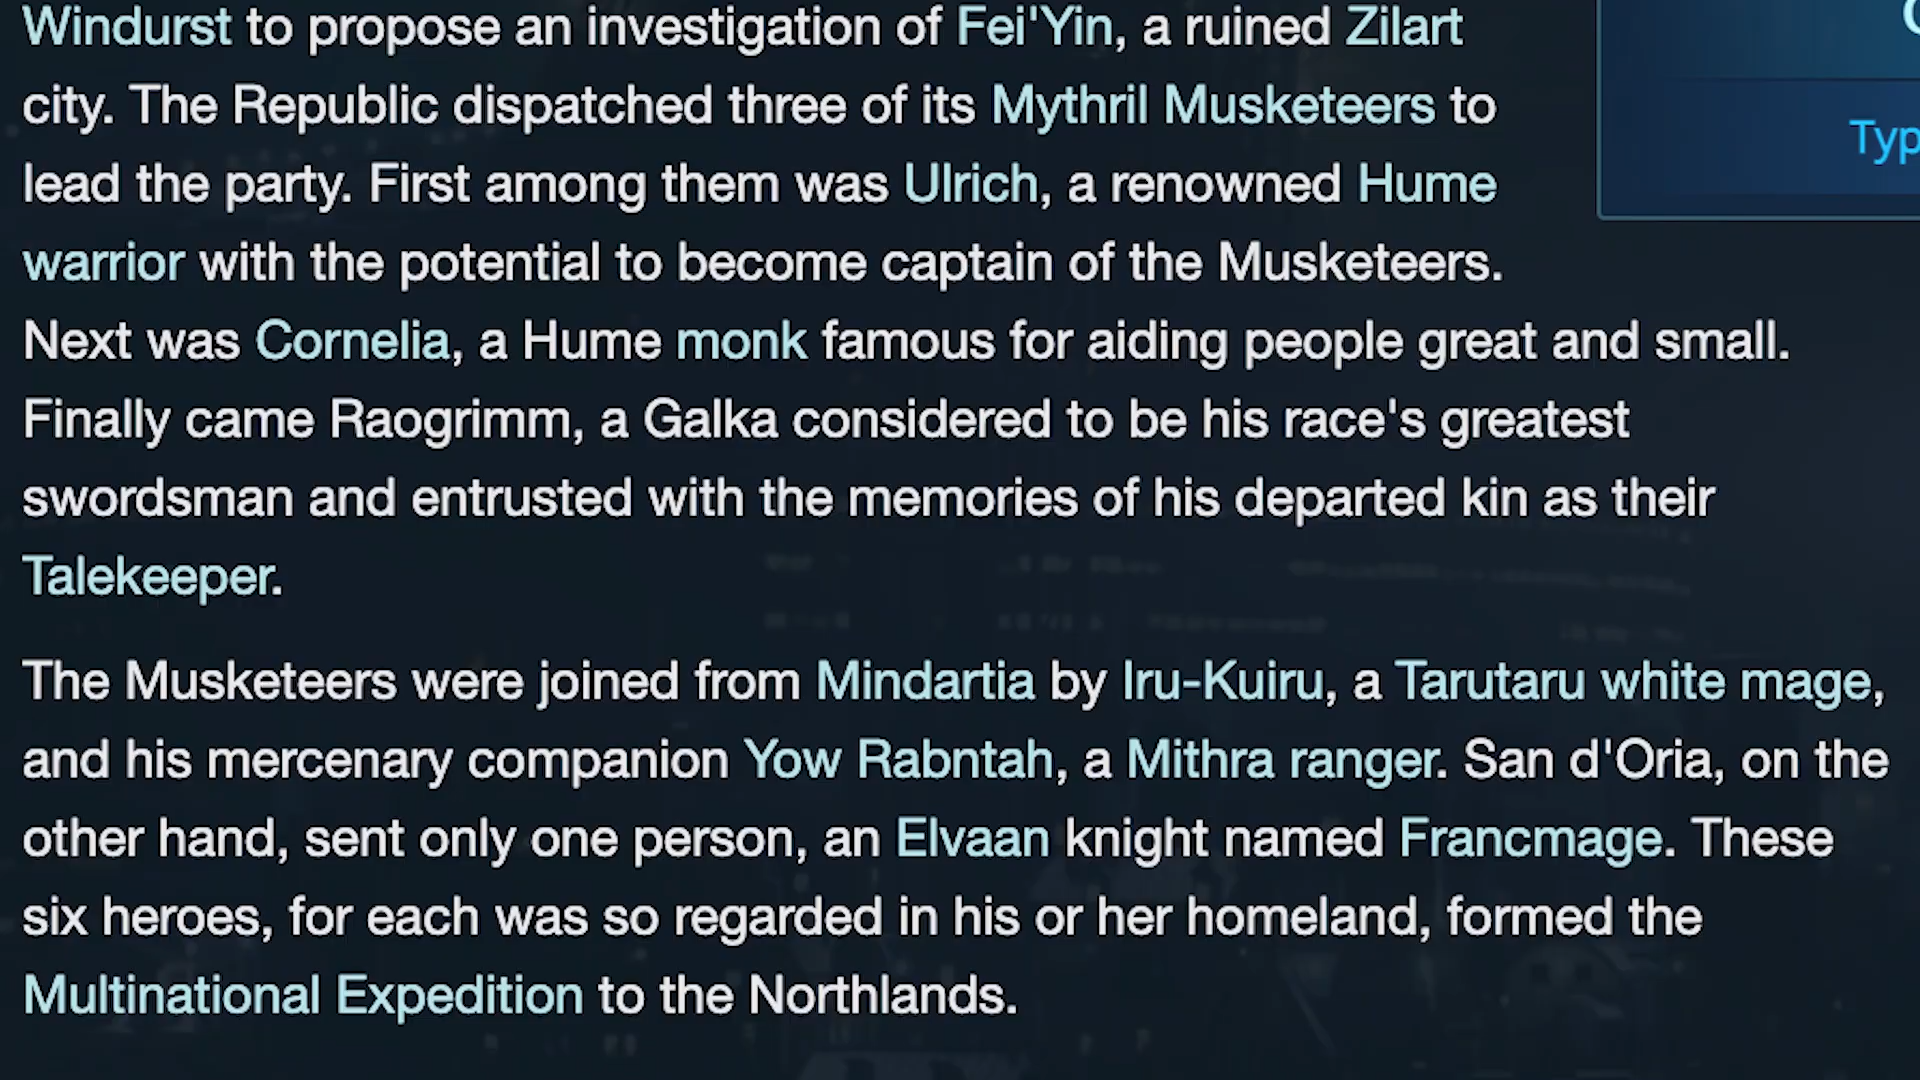 Windurst to propose an investigation of Fei'Yin, a ruined Zilart
city. The Republic dispatched three of its Mythril Musketeers to
Typ
lead the party. First among them was Ulrich, a renowned Hume
warrior with the potential to become captain of the Musketeers.
Next was Cornelia, a Hume monk famous for aiding people great and small.
Finally came Raogrimm, a Galka considered to be his race's greatest
swordsman and entrusted with the memories of his departed kin as their
Talekeeper.
The Musketeers were joined from Mindartia by Iru-Kuiru, a Tarutaru white mage,
and his mercenary companion Yow Rabntah, a Mithra ranger. San d'Oria, on the
other hand, sent only one person, an Elvaan knight named Francmage. These
six heroes, for each was so regarded in his or her homeland, formed the
Multinational Expedition to the Northlands.